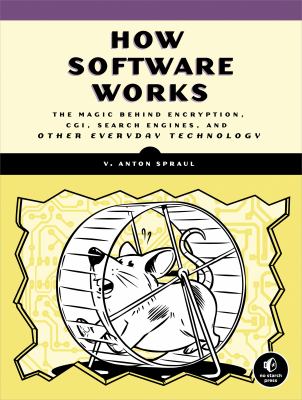 HOW
SOFTWARE
WORKS
THE MAGIC BEHIND ENCRYPTION,
CGI, SEARCH ENGINES, AND
OTHER EVERYDAY TECHNOLOGY
V. ANTON SPRAUL
no starch
press